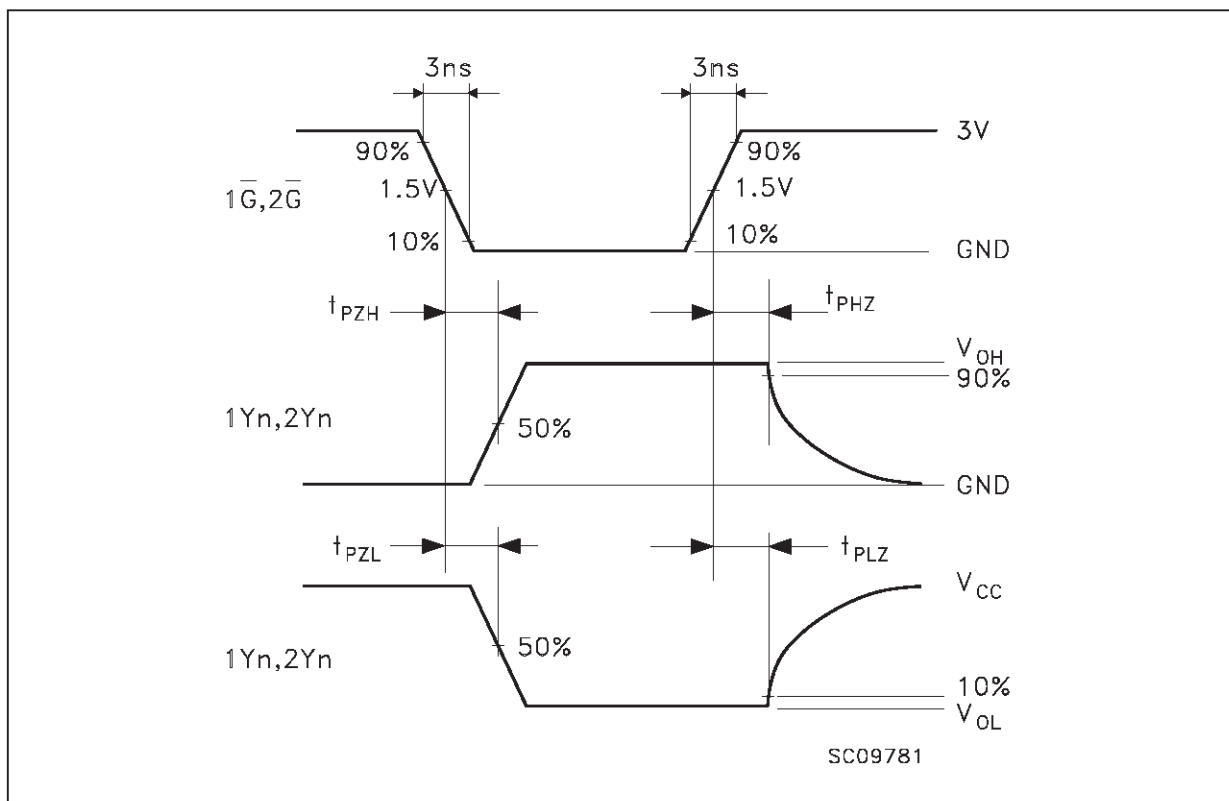 3ns 3ns
3V
90% 90%
1G̅,2G̅ 1.5V 1.5V
10% 10%
GND
tPZH tPHZ
VOH
90%
1Yn,2Yn 50%
GND
tPZL tPLZ
VCC
1Yn,2Yn 50%
10%
VOL
SC09781